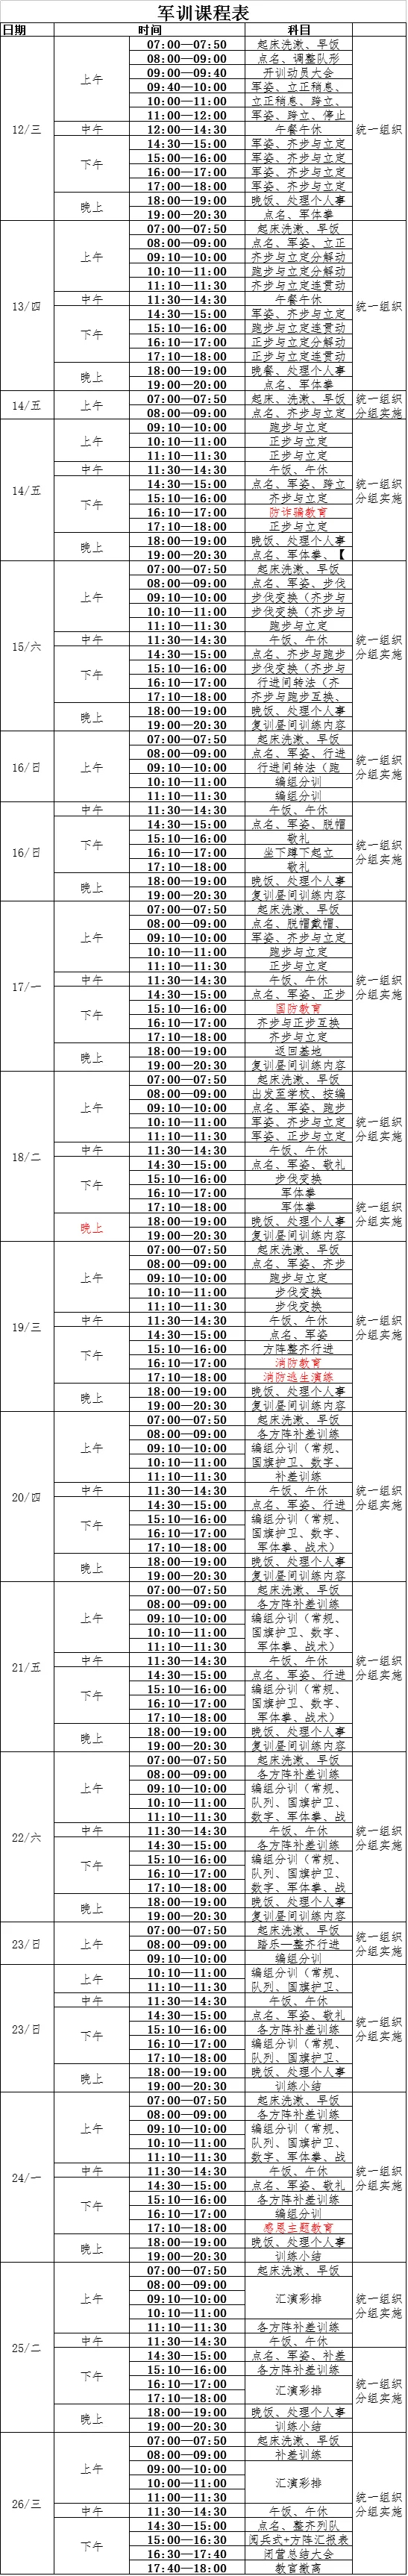 军训课程表
日期 时间 科目
12/三 上午 07:00—07:50 起床洗漱、早饭 统一组织
08:00—09:00 点名、调整队形
09:00—09:40 开训动员大会
09:40—10:00 军姿、立正稍息、
10:00—11:00 立正稍息、跨立、
11:00—12:00 军姿、跨立、停止
中午 12:00—14:30 午餐午休
下午 14:30—15:00 军姿、齐步与立定
15:00—16:00 军姿、齐步与立定
16:00—17:00 军姿、齐步与立定
17:00—18:00 军姿、齐步与立定
晚上 18:00—19:00 晚饭、处理个人事
19:00—20:30 点名、军体拳
13/四 上午 07:00—07:50 起床洗漱、早饭 统一组织
08:00—09:00 点名、军姿、立正
09:10—10:00 齐步与立定分解动
10:10—11:00 跑步与立定分解动
11:10—11:30 齐步与立定连贯动
中午 11:30—14:30 午餐午休
下午 14:30—15:00 军姿、齐步与立定
15:10—16:00 跑步与立定连贯动
16:10—17:00 正步与立定分解动
17:10—18:00 正步与立定连贯动
晚上 18:00—19:00 晚餐、处理个人事
19:00—20:00 点名、军体拳
14/五 上午 07:00—07:50 起床、洗漱、早饭 统一组织
08:00—09:00 点名、齐步与立定 分组实施
14/五 上午 09:10—10:00 跑步与立定 统一组织分组实施
10:10—11:00 正步与立定
11:10—11:30 正步与立定
中午 11:30—14:30 午饭、午休
下午 14:30—15:00 点名、军姿、跨立
15:10—16:00 齐步与立定
16:10—17:00 防诈骗教育
17:10—18:00 正步与立定
晚上 18:00—19:00 晚饭、处理个人事
19:00—20:30 点名、军体拳、【
15/六 上午 07:00—07:50 起床洗漱、早饭 统一组织分组实施
08:00—09:00 点名、军姿、步伐
09:10—10:00 步伐变换（齐步与
10:10—11:00 步伐变换（齐步与
11:10—11:30 跑步与立定
中午 11:30—14:30 午饭、午休
下午 14:30—15:00 点名、齐步与跑步
15:10—16:00 步伐变换（齐步与
16:10—17:00 行进间转法（齐
17:10—18:00 齐步与跑步互换、
晚上 18:00—19:00 晚饭、处理个人事
19:00—20:30 复训昼间训练内容
16/日 上午 07:00—07:50 起床洗漱、早饭 统一组织分组实施
08:00—09:00 点名、军姿、行进
09:10—10:00 行进间转法（跑
10:10—11:00 编组分训
11:10—11:30 编组分训
16/日 中午 11:30—14:30 午饭、午休 统一组织分组实施
下午 14:30—15:00 点名、军姿、脱帽
15:10—16:00 敬礼
16:10—17:00 坐下蹲下起立
17:10—18:00 敬礼
晚上 18:00—19:00 晚饭、处理个人事
19:00—20:30 复训昼间训练内容
17/一 上午 07:00—07:50 起床洗漱、早饭 统一组织分组实施
08:00—09:00 点名、脱帽戴帽、
09:10—10:00 军姿、齐步与立定
10:10—11:00 跑步与立定
11:10—11:30 正步与立定
中午 11:30—14:30 午饭、午休
下午 14:30—15:00 点名、军姿、正步
15:10—16:00 国防教育
16:10—17:00 齐步与正步互换
17:10—18:00 齐步与立定
晚上 18:00—19:00 返回基地
19:00—20:30 复训昼间训练内容
18/二 上午 07:00—07:50 起床洗漱、早饭 统一组织分组实施
08:00—09:00 出发至学校、按编
09:10—10:00 点名、军姿、跑步
10:10—11:00 军姿、齐步与立定
11:10—11:30 军姿、正步与立定
中午 11:30—14:30 午饭、午休
下午 14:30—15:00 点名、军姿、敬礼
15:10—16:00 步伐变换
16:10—17:00 军体拳 统一组织分组实施
17:10—18:00 军体拳
晚上 18:00—19:00 晚饭、处理个人事
19:00—20:30 复训昼间训练内容
19/三 上午 07:00—07:50 起床洗漱、早饭 统一组织分组实施
08:00—09:00 点名、军姿、齐步
09:10—10:00 跑步与立定
10:10—11:00 步伐变换
11:10—11:30 步伐变换
中午 11:30—14:30 午饭、午休
下午 14:30—15:00 点名、军姿
15:10—16:00 方阵整齐行进
16:10—17:00 消防教育
17:10—18:00 消防逃生演练
晚上 18:00—19:00 晚饭、处理个人事
19:00—20:30 复训昼间训练内容
20/四 上午 07:00—07:50 起床洗漱、早饭 统一组织分组实施
08:00—09:00 各方阵补差训练
09:10—10:00 编组分训（常规、
10:10—11:00 国旗护卫、数字、
11:10—11:30 补差训练
中午 11:30—14:30 午饭、午休
下午 14:30—15:00 点名、军姿、行进
15:10—16:00 编组分训（常规、
16:10—17:00 国旗护卫、数字、
17:10—18:00 军体拳、战术）
晚上 18:00—19:00 晚饭、处理个人事
19:00—20:30 复训昼间训练内容
21/五 上午 07:00—07:50 起床洗漱、早饭 统一组织分组实施
08:00—09:00 各方阵补差训练
09:10—10:00 编组分训（常规、
10:10—11:00 国旗护卫、数字、
11:10—11:30 军体拳、战术）
中午 11:30—14:30 午饭、午休
下午 14:30—15:00 点名、军姿、行进
15:10—16:00 编组分训（常规、
16:10—17:00 国旗护卫、数字、
17:10—18:00 军体拳、战术）
晚上 18:00—19:00 晚饭、处理个人事
19:00—20:30 复训昼间训练内容
22/六 上午 07:00—07:50 起床洗漱、早饭 统一组织分组实施
08:00—09:00 各方阵补差训练
09:10—10:00 编组分训（常规、
10:10—11:00 队列、国旗护卫、
11:10—11:30 数字、军体拳、战
中午 11:30—14:30 午饭、午休
下午 14:30—15:00 各方阵补差训练
15:10—16:00 编组分训（常规、
16:10—17:00 队列、国旗护卫、
17:10—18:00 数字、军体拳、战
晚上 18:00—19:00 晚饭、处理个人事
19:00—20:30 复训昼间训练内容
23/日 上午 07:00—07:50 起床洗漱、早饭 统一组织分组实施
08:00—09:00 踏乐—整齐行进
09:10—10:00 编组分训
23/日 上午 10:10—11:00 编组分训（常规、 统一组织分组实施
11:10—11:30 队列、国旗护卫、
中午 11:30—14:30 午饭、午休
下午 14:30—15:00 点名、军姿、敬礼
15:10—16:00 各方阵补差训练
16:10—17:00 编组分训（常规、
17:10—18:00 队列、国旗护卫、
晚上 18:00—19:00 晚饭、处理个人事
19:00—20:30 训练小结
24/一 上午 07:00—07:50 起床洗漱、早饭 统一组织分组实施
08:00—09:00 各方阵补差训练
09:10—10:00 编组分训（常规、
10:10—11:00 队列、国旗护卫、
11:10—11:30 数字、军体拳、战
中午 11:30—14:30 午饭、午休
下午 14:30—15:00 点名、军姿、敬礼
15:10—16:00 各方阵补差训练
16:10—17:00 编组分训
17:10—18:00 感恩主题教育
晚上 18:00—19:00 晚饭、处理个人事
19:00—20:30 训练小结
25/二 上午 07:00—07:50 起床洗漱、早饭 统一组织分组实施
08:00—09:00
09:10—10:00 汇演彩排
10:10—11:00
11:10—11:30 各方阵补差训练
中午 11:30—14:30 午饭、午休
下午 14:30—15:00 点名、军姿、补差 统一组织分组实施
15:10—16:00 各方阵补差训练
16:10—17:00 汇演彩排
17:10—18:00
晚上 18:00—19:00 晚饭、处理个人事
19:00—20:30 训练小结
26/三 上午 07:00—07:50 起床洗漱、早饭 统一组织分组实施
08:00—09:00 补差训练
09:00—10:00 汇演彩排
10:00—11:00
11:00—11:30
中午 11:30—14:30 午饭、午休
下午 14:30—15:00 点名、整齐列队
15:00—16:30 阅兵式+方阵汇报表
16:30—17:40 闭营总结大会
17:40—18:00 教官撤离